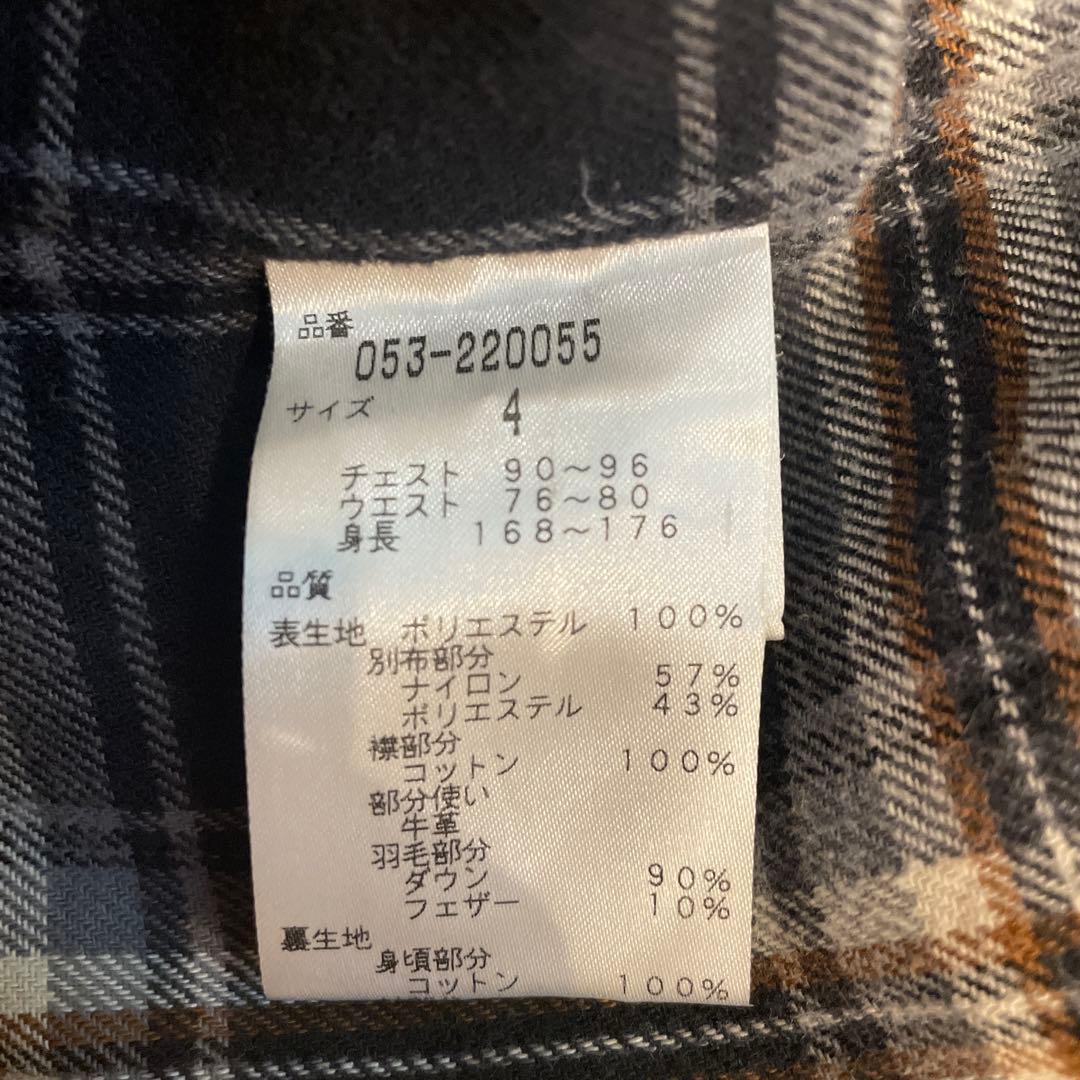 品番
053-220055
サイズ 4
チェスト 90～96
ウエスト 76～80
身長 168～176
品質
表生地 ポリエステル 100%
別布部分
ナイロン 57%
ポリエステル 43%
襟部分
コットン 100%
部分使い
牛革
羽毛部分
ダウン 90%
フェザー 10%
裏生地
身頃部分
コットン 100%